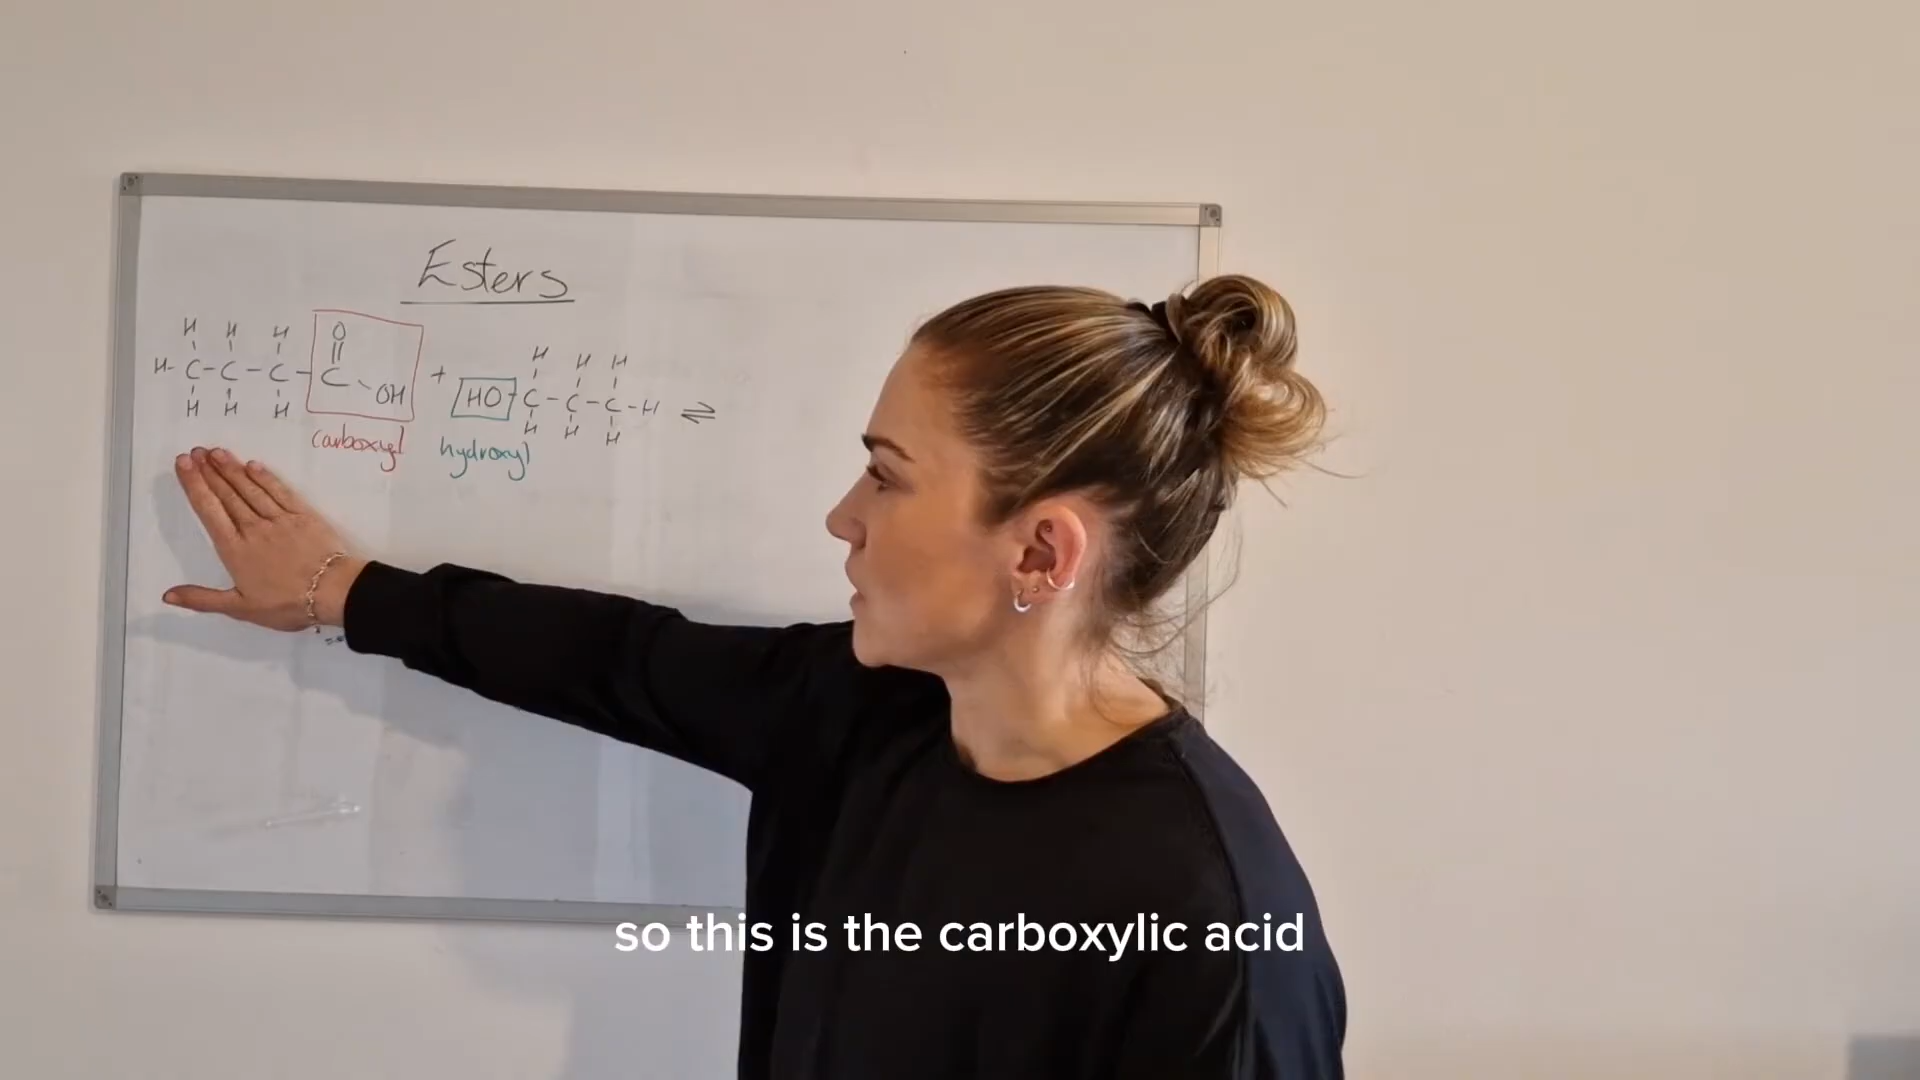 Esters
H H H O
H-C-C-C-C-OH + HO-C-C-C-H ⇌
H H H
H H H
H H H
carboxyl hydroxyl
so this is the carboxylic acid